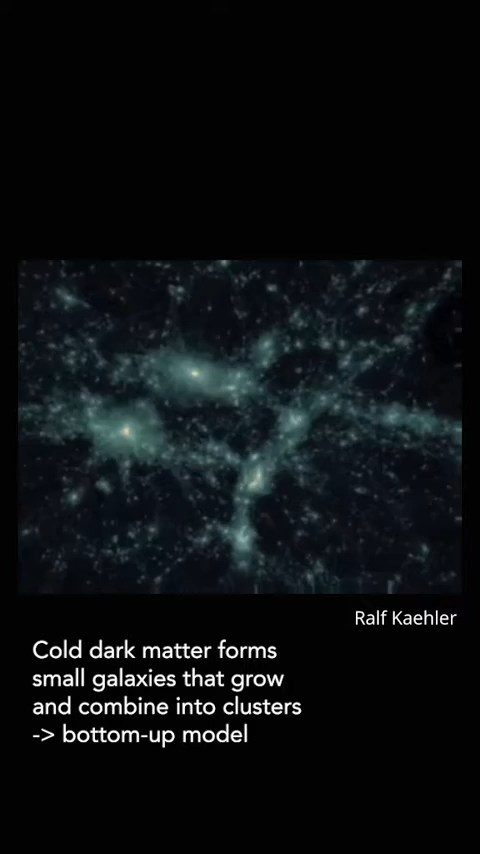 Ralf Kaehler
Cold dark matter forms
small galaxies that grow
and combine into clusters
-> bottom-up model